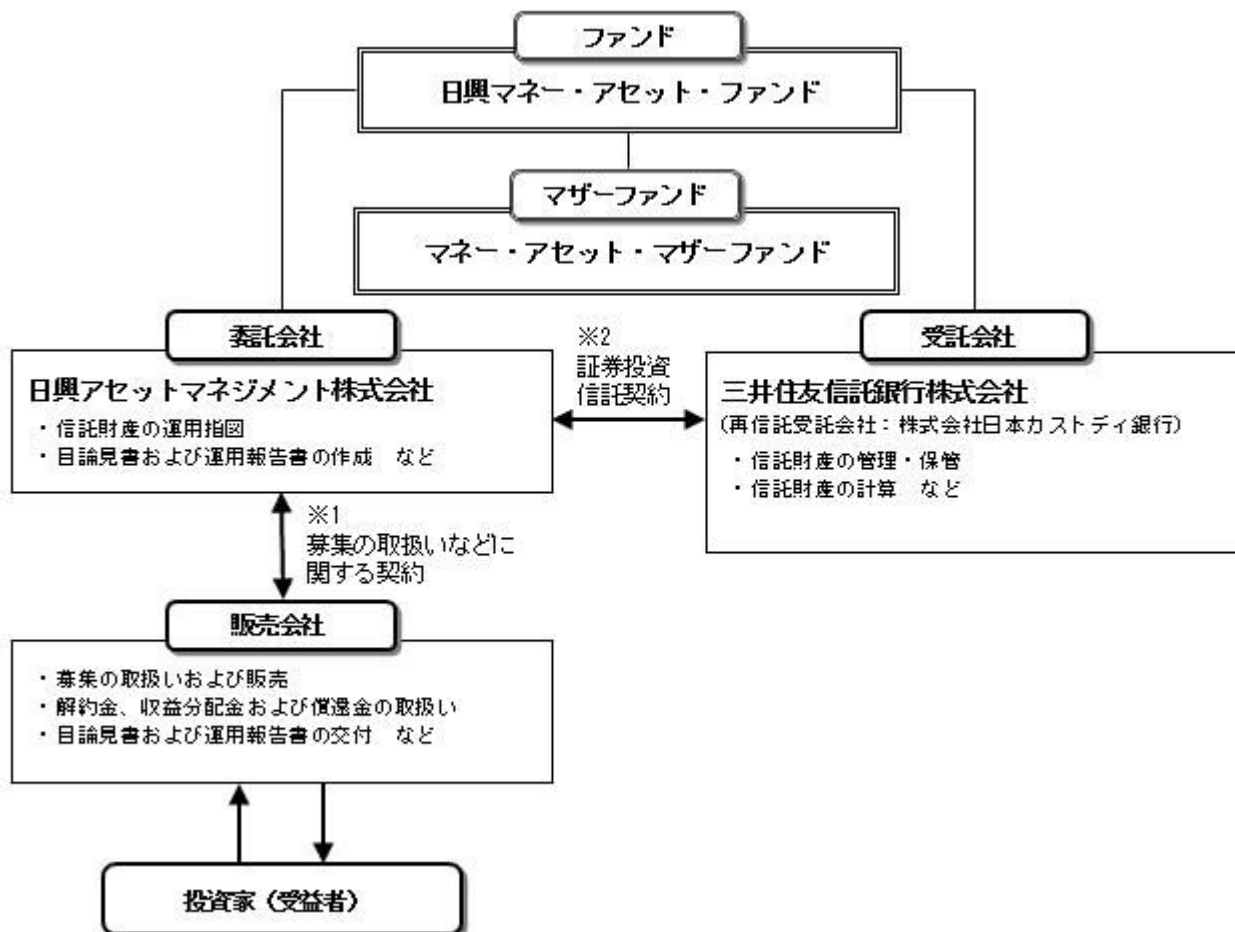 ファンド
日興マネー・アセット・ファンド
マザーファンド
マネー・アセット・マザーファンド
委託会社
日興アセットマネジメント株式会社
・信託財産の運用指図
・目論見書および運用報告書の作成　など
※2
証券投資
信託契約
受託会社
三井住友信託銀行株式会社
(再信託受託会社：株式会社日本カストディ銀行)
・信託財産の管理・保管
・信託財産の計算　など
※1
募集の取扱いなどに
関する契約
販売会社
・募集の取扱いおよび販売
・解約金、収益分配金および償還金の取扱い
・目論見書および運用報告書の交付　など
投資家（受益者）